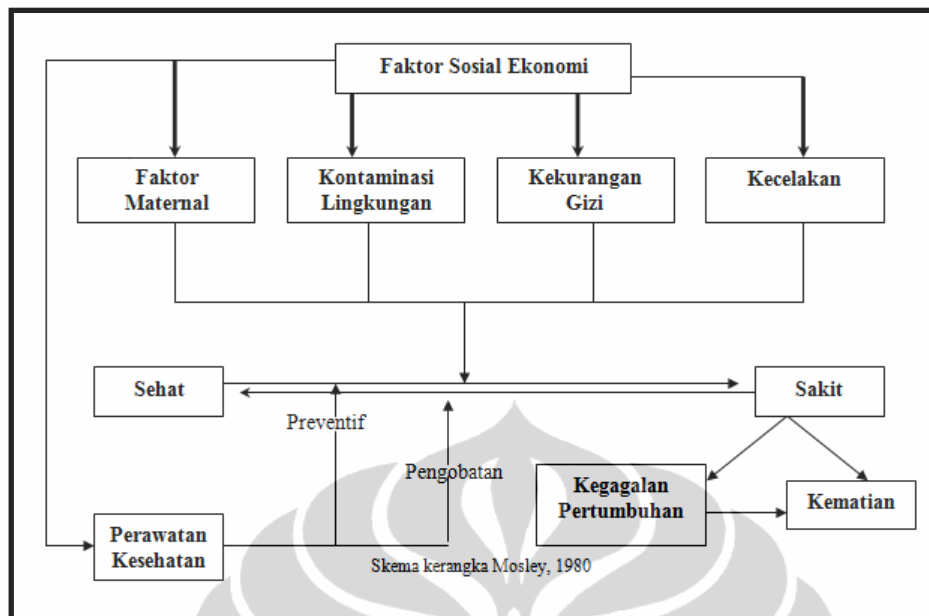 Faktor Sosial Ekonomi
Faktor
Maternal
Kontaminasi
Lingkungan
Kekurangan
Gizi
Kecelakan
Sehat
Sakit
Preventif
Pengobatan
Kegagalan
Pertumbuhan
Kematian
Perawatan
Kesehatan
Skema kerangka Mosley, 1980